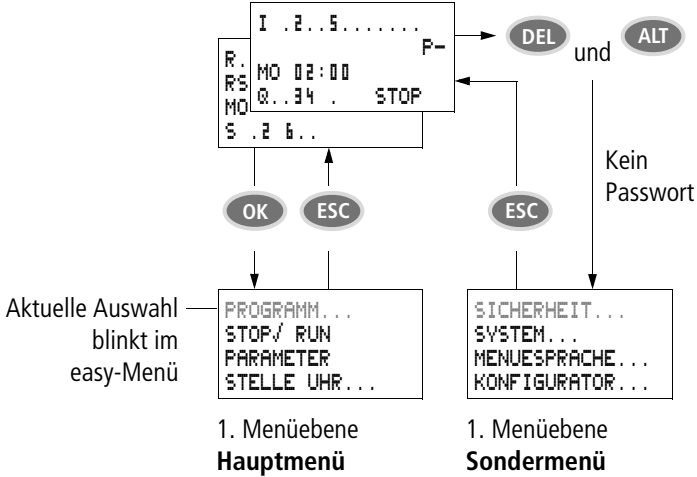 I .2..5.......
P-
MO 02:00
Q..34 . STOP
R.
RS
MO
S .2 6..
DEL
und
ALT
Kein
Passwort
OK
ESC
ESC
Aktuelle Auswahl
blinkt im
easy-Menü
PROGRAMM...
STOP√ RUN
PARAMETER
STELLE UHR...
SICHERHEIT...
SYSTEM...
MENUESPRACHE...
KONFIGURATOR...
1. Menüebene
Hauptmenü
1. Menüebene
Sondermenü